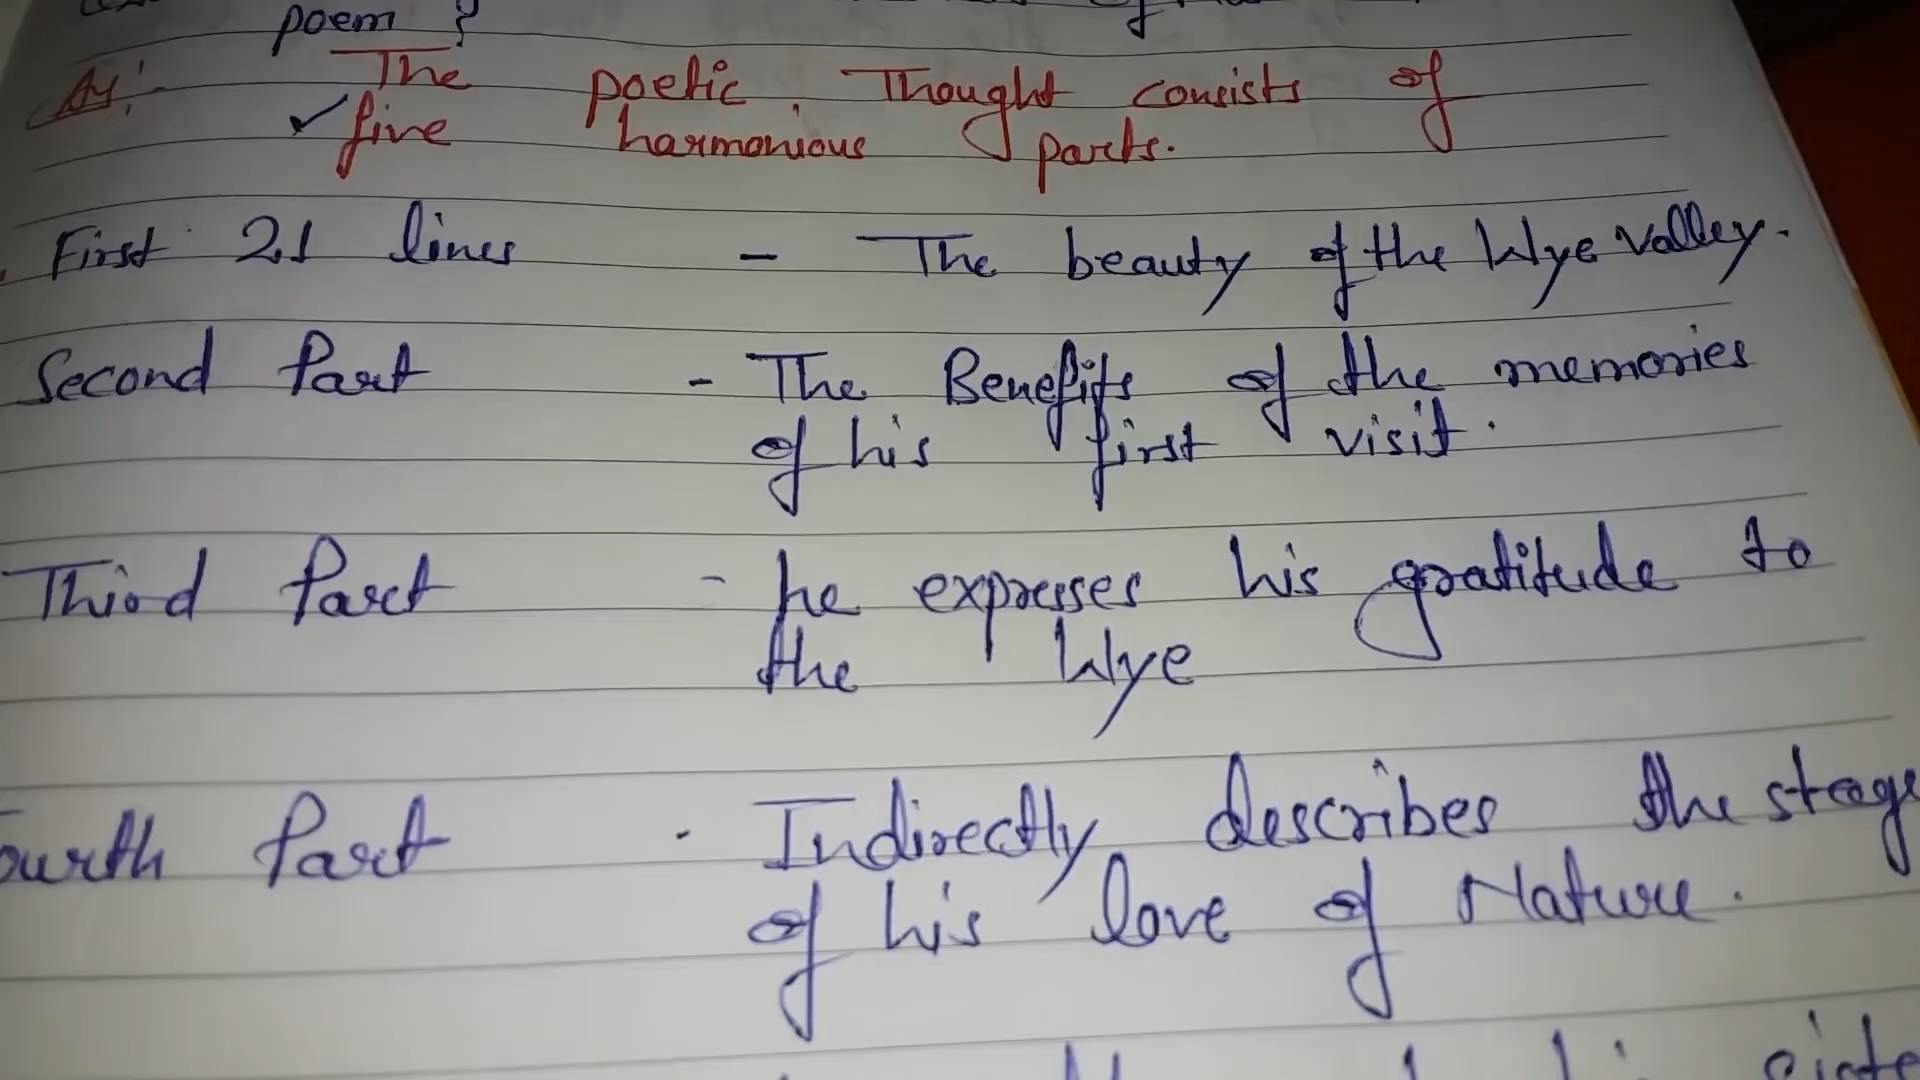 poem }
Ay:- The poetic Thought consists of
✓ five harmonious parts.
First 21 lines - The beauty of the Wye Valley.
Second Part - The Benefits of the memories
of his first visit.
Third Part - he expresses his gratitude to
the Wye
ourth Part - Indirectly describes the stage
of his love of Nature.